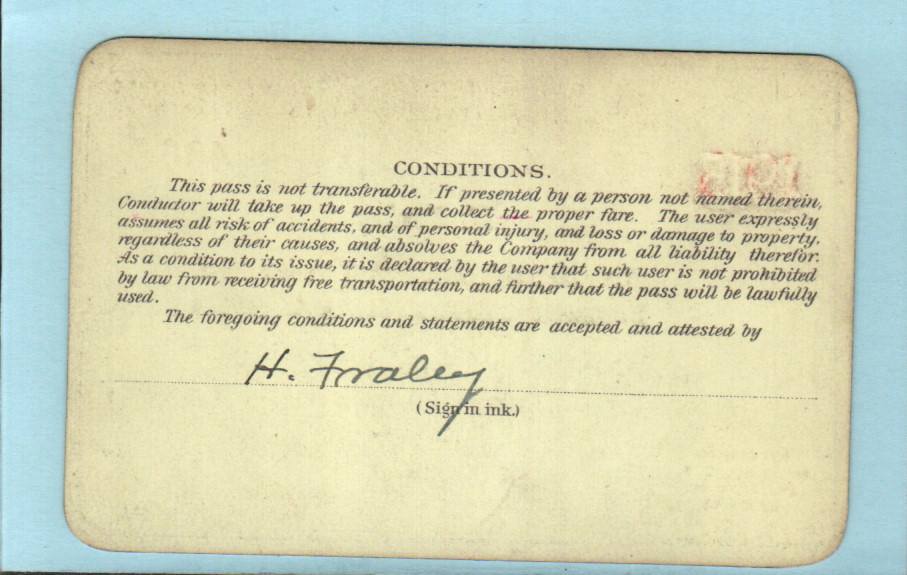 CONDITIONS.
This pass is not transferable. If presented by a person not named therein,
Conductor will take up the pass, and collect the proper fare. The user expressly
assumes all risk of accidents, and of personal injury, and loss or damage to property,
regardless of their causes, and absolves the Company from all liability therefor.
As a condition to its issue, it is declared by the user that such user is not prohibited
by law from receiving free transportation, and further that the pass will be lawfully
used.
The foregoing conditions and statements are accepted and attested by
H. Fraley
(Sign in ink.)